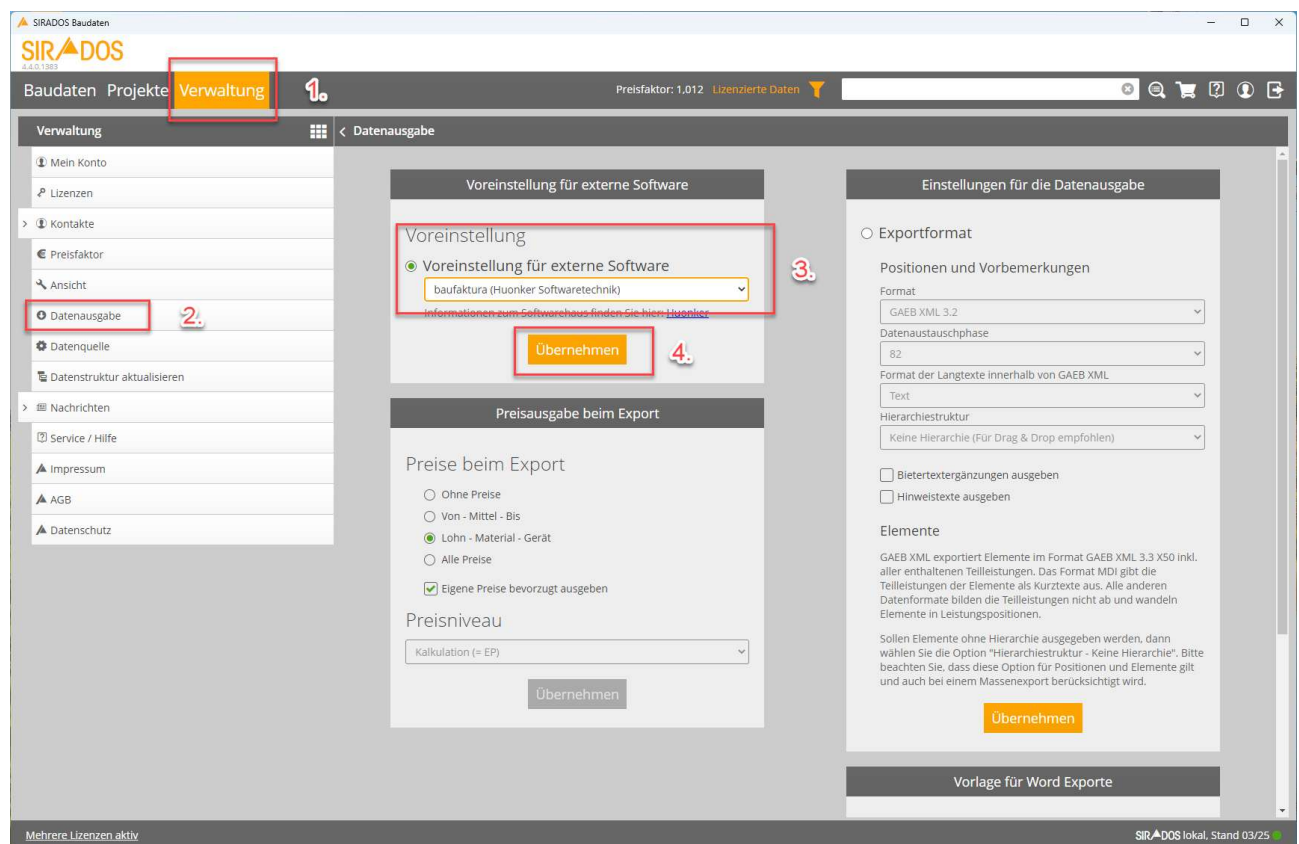 SIRADOS Baudaten
SIRADOS
4.4.0.1383
Baudaten Projekte Verwaltung
1.
Preisfaktor: 1,012 Lizenzierte Daten
Verwaltung
Mein Konto
Lizenzen
Kontakte
Preisfaktor
Ansicht
Datenausgabe
2.
Datenquelle
Datenstruktur aktualisieren
Nachrichten
Service / Hilfe
Impressum
AGB
Datenschutz
< Datenausgabe
Voreinstellung für externe Software
Voreinstellung
Voreinstellung für externe Software
baufaktura (Huonker Softwaretechnik)
3.
Informationen zum Softwarehaus finden Sie hier: Huonker
Übernehmen
4.
Preisausgabe beim Export
Preise beim Export
Ohne Preise
Von - Mittel - Bis
Lohn - Material - Gerät
Alle Preise
Eigene Preise bevorzugt ausgeben
Preisniveau
Kalkulation (= EP)
Übernehmen
Einstellungen für die Datenausgabe
Exportformat
Positionen und Vorbemerkungen
Format
GAEB XML 3.2
Datenaustauschphase
82
Format der Langtexte innerhalb von GAEB XML
Text
Hierarchiestruktur
Keine Hierarchie (Für Drag & Drop empfohlen)
Bietertextergänzungen ausgeben
Hinweistexte ausgeben
Elemente
GAEB XML exportiert Elemente im Format GAEB XML 3.3 X50 inkl.
aller enthaltenen Teilleistungen. Das Format MDI gibt die
Teilleistungen der Elemente als Kurztexte aus. Alle anderen
Datenformate bilden die Teilleistungen nicht ab und wandeln
Elemente in Leistungspositionen.
Sollen Elemente ohne Hierarchie ausgegeben werden, dann
wählen Sie die Option "Hierarchiestruktur - Keine Hierarchie". Bitte
beachten Sie, dass diese Option für Positionen und Elemente gilt
und auch bei einem Massenexport berücksichtigt wird.
Übernehmen
Vorlage für Word Exporte
Mehrere Lizenzen aktiv
SIRADOS lokal, Stand 03/25